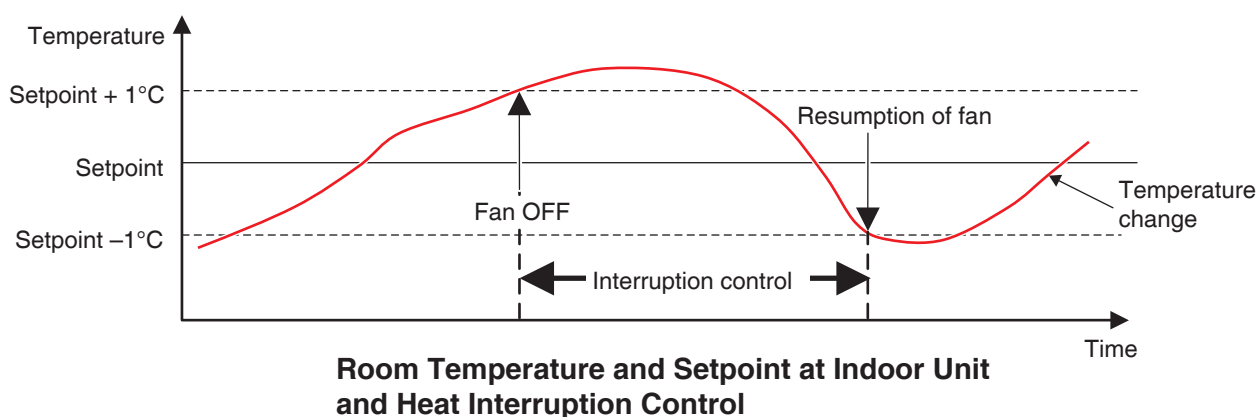 Temperature
Setpoint + 1°C
Resumption of fan
Setpoint
Temperature
change
Fan OFF
Setpoint –1°C
Interruption control
Time
Room Temperature and Setpoint at Indoor Unit
and Heat Interruption Control